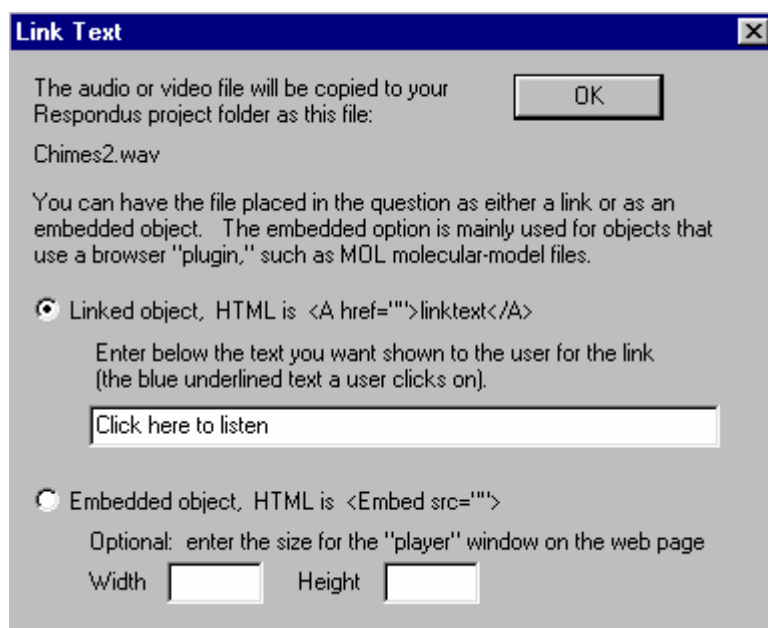 Link Text
The audio or video file will be copied to your
Respondus project folder as this file:
OK
Chimes2.wav
You can have the file placed in the question as either a link or as an
embedded object.   The embedded option is mainly used for objects that
use a browser "plugin," such as MOL molecular-model files.
Linked object,  HTML is  <A href="">linktext</A>
Enter below the text you want shown to the user for the link
(the blue underlined text a user clicks on).
Click here to listen
Embedded object,  HTML is  <Embed src="">
Optional:  enter the size for the "player" window on the web page
Width Height